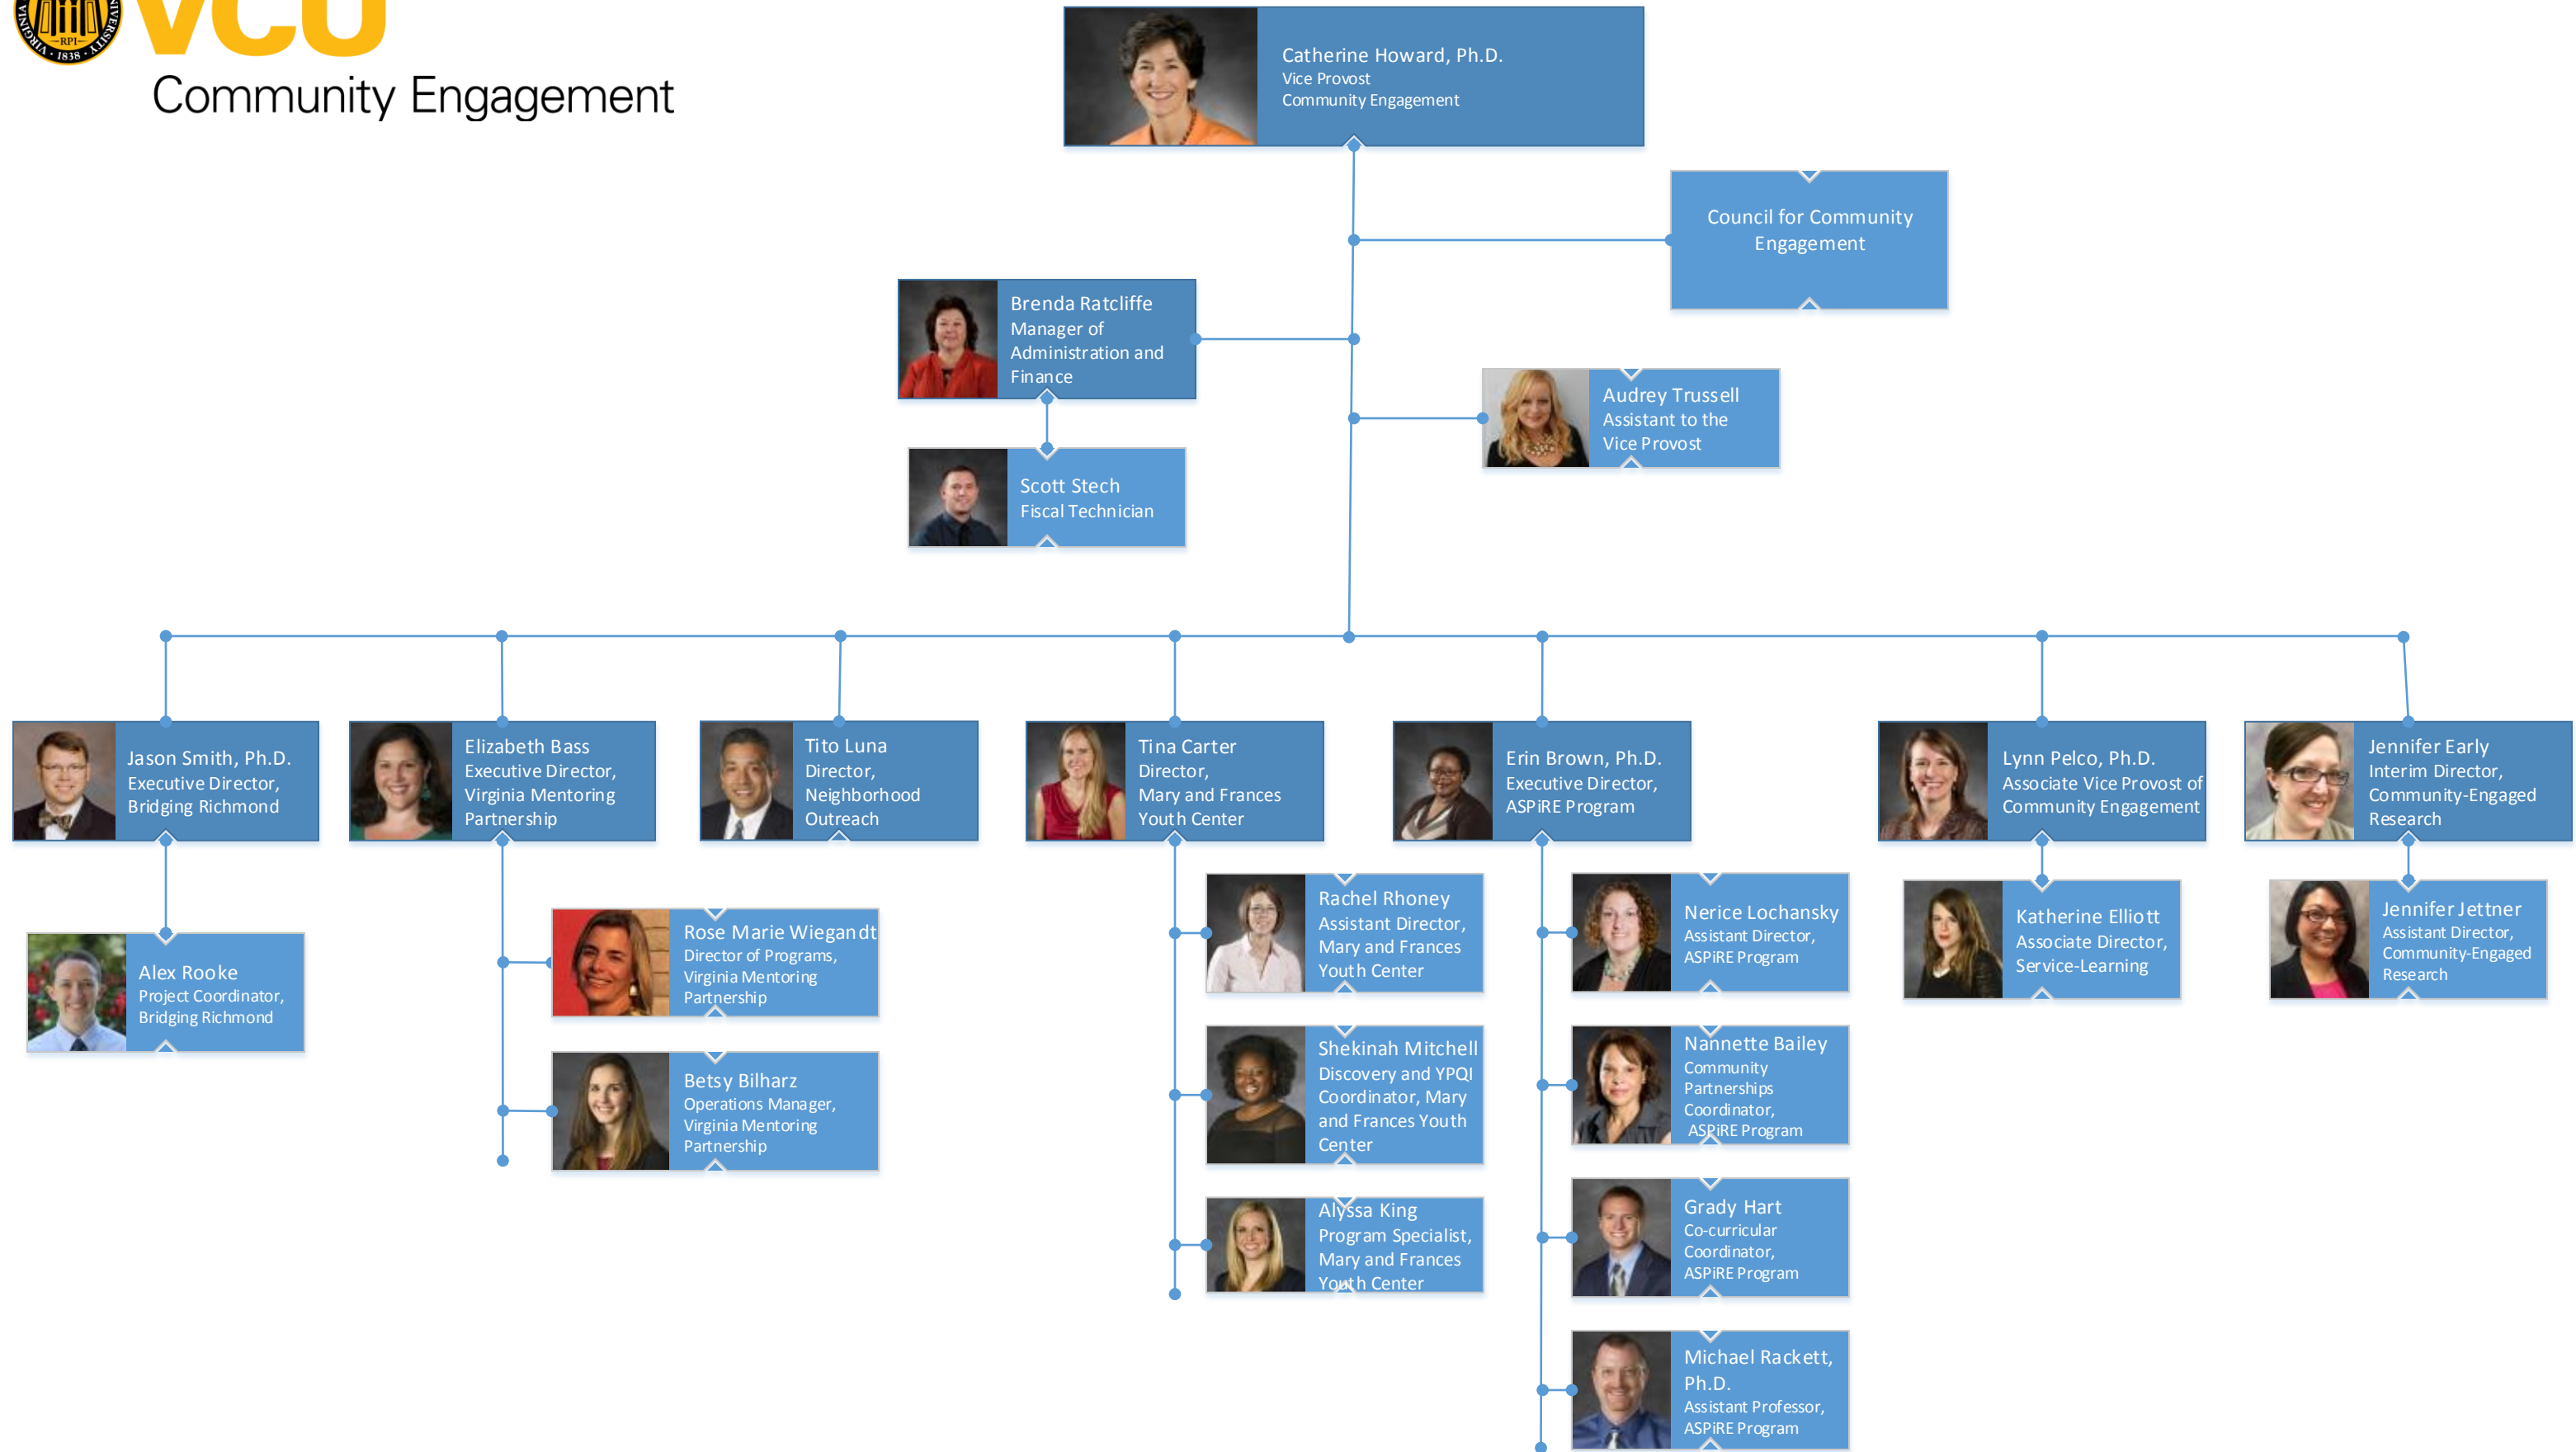 VCU
RPI
1838
Community Engagement
Catherine Howard, Ph.D.
Vice Provost
Community Engagement
Council for Community
Engagement
Brenda Ratcliffe
Manager of
Administration and
Finance
Audrey Trussell
Assistant to the
Vice Provost
Scott Stech
Fiscal Technician
Jason Smith, Ph.D.
Executive Director,
Bridging Richmond
Elizabeth Bass
Executive Director,
Virginia Mentoring
Partnership
Tito Luna
Director,
Neighborhood
Outreach
Tina Carter
Director,
Mary and Frances
Youth Center
Erin Brown, Ph.D.
Executive Director,
ASPiRE Program
Lynn Pelco, Ph.D.
Associate Vice Provost of
Community Engagement
Jennifer Early
Interim Director,
Community-Engaged
Research
Alex Rooke
Project Coordinator,
Bridging Richmond
Rose Marie Wiegandt
Director of Programs,
Virginia Mentoring
Partnership
Betsy Bilharz
Operations Manager,
Virginia Mentoring
Partnership
Rachel Rhoney
Assistant Director,
Mary and Frances
Youth Center
Shekinah Mitchell
Discovery and YPQI
Coordinator, Mary
and Frances Youth
Center
Alyssa King
Program Specialist,
Mary and Frances
Youth Center
Nerice Lochansky
Assistant Director,
ASPiRE Program
Nannette Bailey
Community
Partnerships
Coordinator,
ASPiRE Program
Grady Hart
Co-curricular
Coordinator,
ASPiRE Program
Michael Rackett,
Ph.D.
Assistant Professor,
ASPiRE Program
Katherine Elliott
Associate Director,
Service-Learning
Jennifer Jettner
Assistant Director,
Community-Engaged
Research